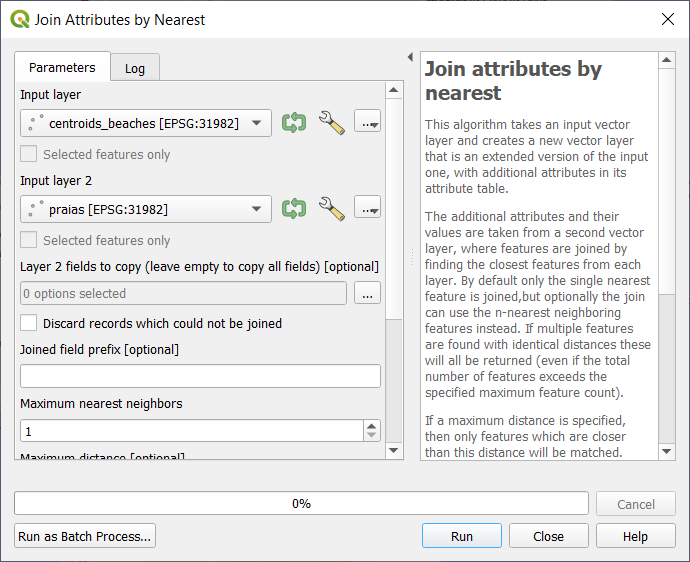 Join Attributes by Nearest
Parameters
Log
Input layer
centroids_beaches [EPSG:31982]
...
Selected features only
Input layer 2
praias [EPSG:31982]
...
Selected features only
Layer 2 fields to copy (leave empty to copy all fields) [optional]
0 options selected
...
Discard records which could not be joined
Joined field prefix [optional]
Maximum nearest neighbors
1
Maximum distance [optional]
Join attributes by
nearest
This algorithm takes an input vector
layer and creates a new vector layer
that is an extended version of the input
one, with additional attributes in its
attribute table.
The additional attributes and their
values are taken from a second vector
layer, where features are joined by
finding the closest features from each
layer. By default only the single nearest
feature is joined,but optionally the join
can use the n-nearest neighboring
features instead. If multiple features
are found with identical distances these
will all be returned (even if the total
number of features exceeds the
specified maximum feature count).
If a maximum distance is specified,
then only features which are closer
than this distance will be matched.
0%
Cancel
Run as Batch Process...
Run
Close
Help